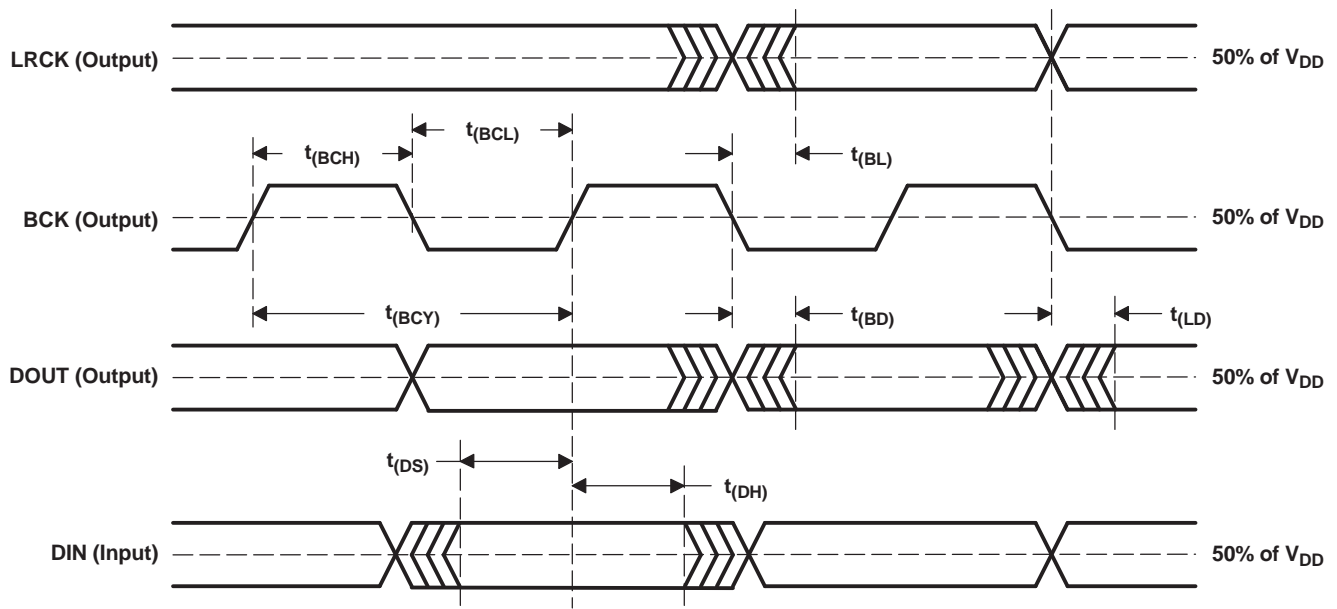 LRCK (Output)
50% of VDD
t(BCH)
t(BCL)
t(BL)
BCK (Output)
50% of VDD
t(BCY)
t(BD)
t(LD)
DOUT (Output)
50% of VDD
t(DS)
t(DH)
DIN (Input)
50% of VDD